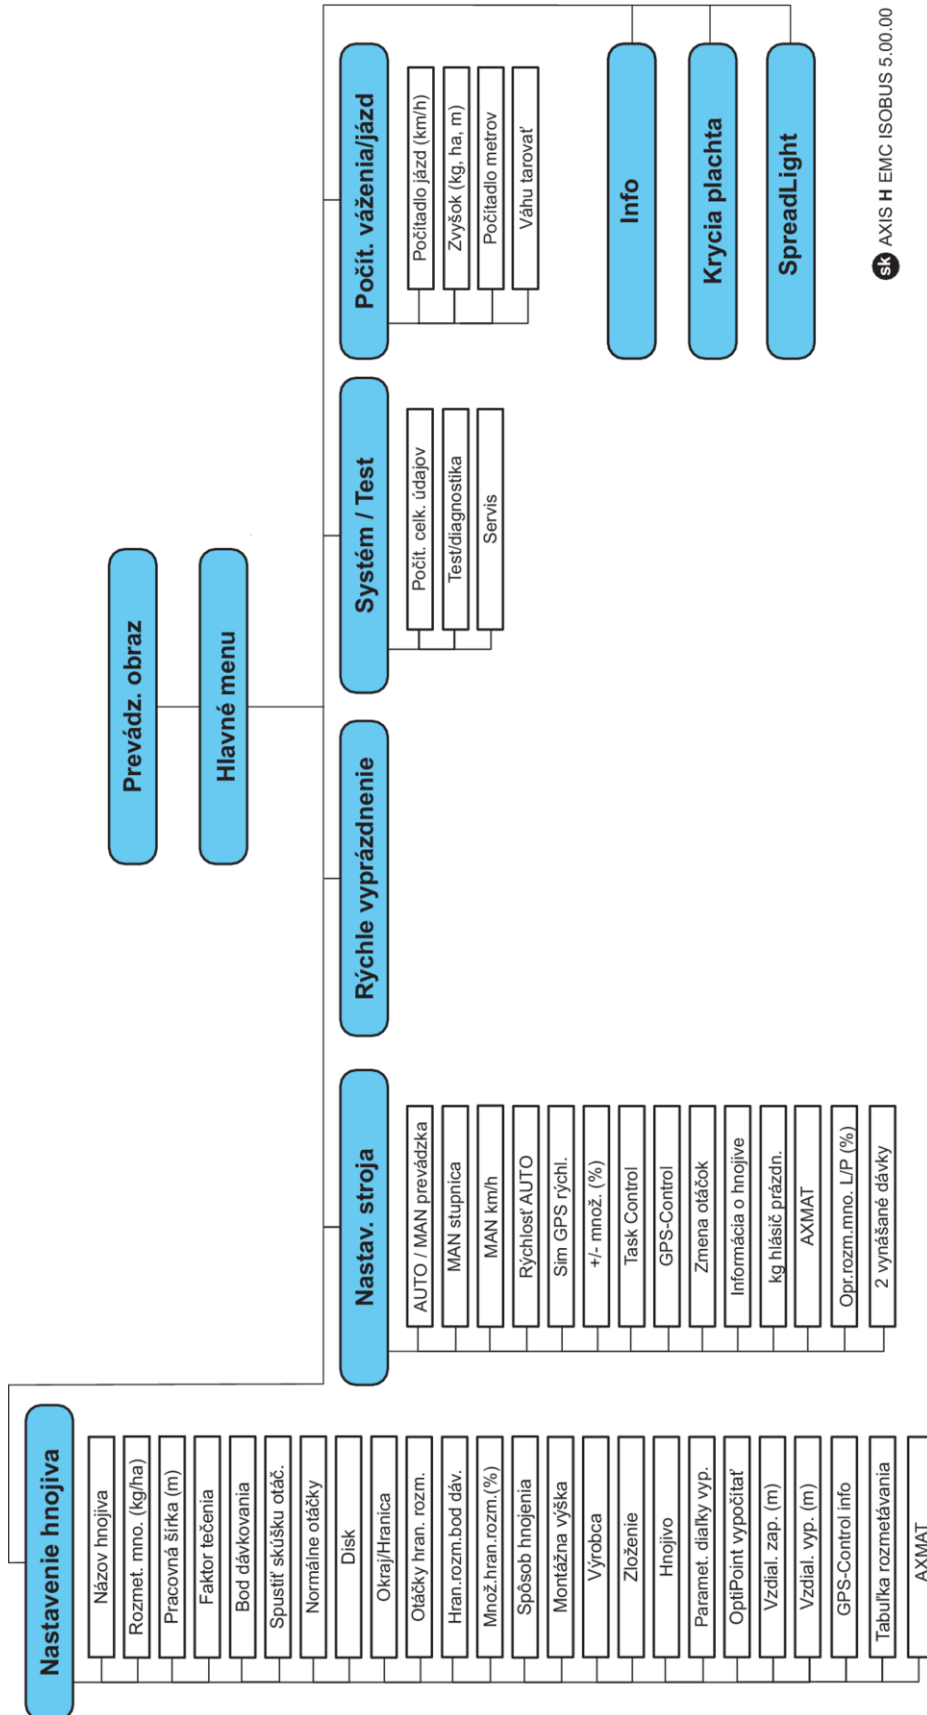 Prevádz. obraz
Hlavné menu
Nastavenie hnojiva
Názov hnojiva
Rozmet. mno. (kg/ha)
Pracovná šírka (m)
Faktor tečenia
Bod dávkovania
Spustiť skúšku otáč.
Normálne otáčky
Disk
Okraj/Hranica
Otáčky hran. rozm.
Hran.rozm.bod dáv.
Množ.hran.rozm.(%)
Spôsob hnojenia
Montážna výška
Výrobca
Zloženie
Hnojivo
Paramet. diaľky vyp.
OptiPoint vypočítať
Vzdial. zap. (m)
Vzdial. vyp. (m)
GPS-Control info
Tabuľka rozmetávania
AXMAT
Nastav. stroja
AUTO / MAN prevádzka
MAN stupnica
MAN km/h
Rýchlosť AUTO
Sim GPS rýchl.
+/- množ. (%)
Task Control
GPS-Control
Zmena otáčok
Informácia o hnojive
kg hlásič prázdn.
AXMAT
Opr.rozm.mno. L/P (%)
2 vynášané dávky
Rýchle vyprázdnenie
Systém / Test
Počít. celk. údajov
Test/diagnostika
Servis
Počít. váženia/jázd
Počítadlo jázd (km/h)
Zvyšok (kg, ha, m)
Počítadlo metrov
Váhu tarovať
Info
Krycia plachta
SpreadLight
sk AXIS H EMC ISOBUS 5.00.00